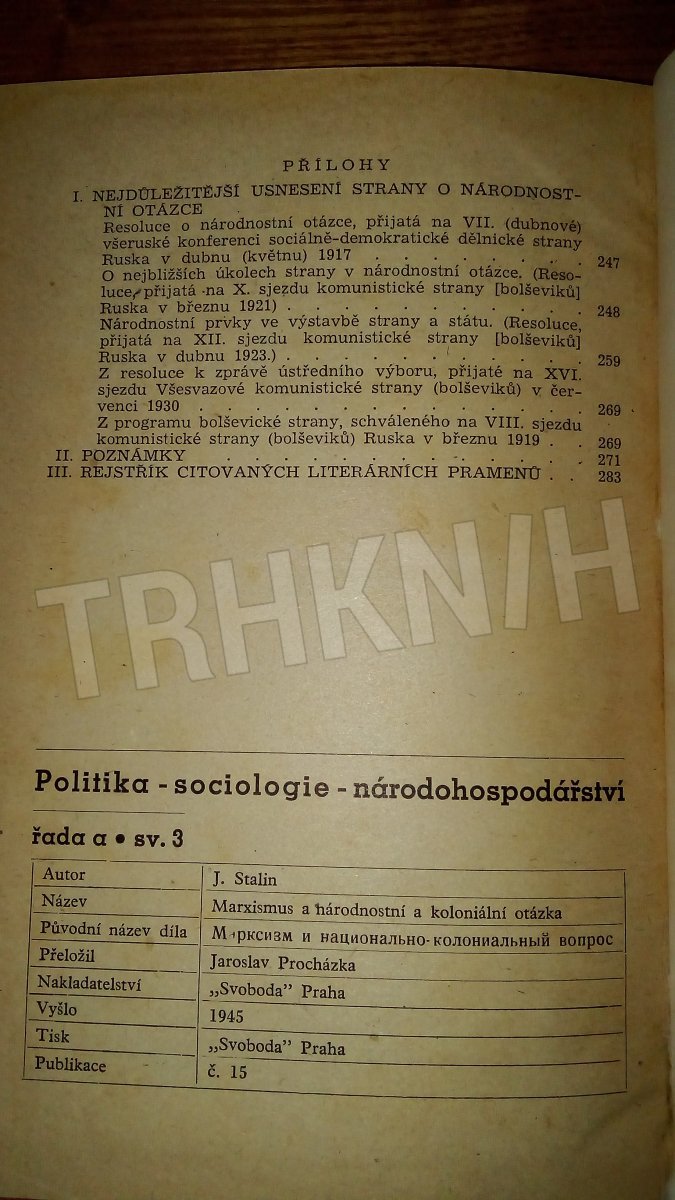 PŘÍLOHY
I. NEJDŮLEŽITĚJŠÍ USNESENÍ STRANY O NÁRODNOST-
NÍ OTÁZCE
Resoluce o národnostní otázce, přijatá na VII. (dubnové)
všeruské konferenci sociálně-demokratické dělnické strany
Ruska v dubnu (květnu) 1917 . . . . . . . 247
O nejbližších úkolech strany v národnostní otázce. (Reso-
luce, přijatá na X. sjezdu komunistické strany [bolševiků]
Ruska v březnu 1921) . . . . . . . . . . . 248
Národnostní prvky ve výstavbě strany a státu. (Resoluce,
přijatá na XII. sjezdu komunistické strany [bolševiků]
Ruska v dubnu 1923.) . . . . . . . . . . . 259
Z resoluce k zprávě ústředního výboru, přijaté na XVI.
sjezdu Všesvazové komunistické strany (bolševiků) v čer-
venci 1930 . . . . . . . . . . . . . . 269
Z programu bolševické strany, schváleného na VIII. sjezdu
komunistické strany (bolševiků) Ruska v březnu 1919 . . 269
II. POZNÁMKY . . . . . . . . . . . . . 271
III. REJSTŘÍK CITOVANÝCH LITERÁRNÍCH PRAMENŮ . . 283
TRHKNIH
Politika - sociologie - národohospodářství
řada a • sv. 3
Autor J. Stalin
Název Marxismus a národnostní a koloniální otázka
Původní název díla Марксизм и национально-колониальный вопрос
Přeložil Jaroslav Procházka
Nakladatelství „Svoboda" Praha
Vyšlo 1945
Tisk „Svoboda" Praha
Publikace č. 15